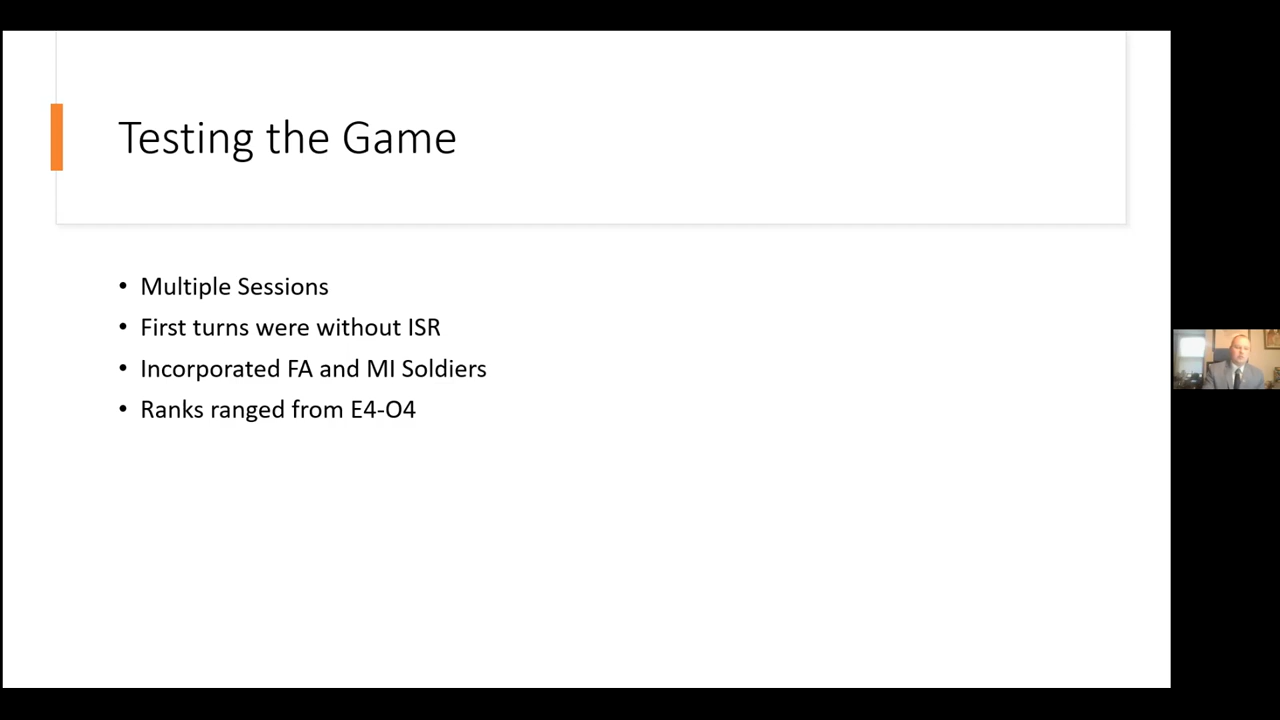 Testing the Game
• Multiple Sessions
• First turns were without ISR
• Incorporated FA and MI Soldiers
• Ranks ranged from E4-O4